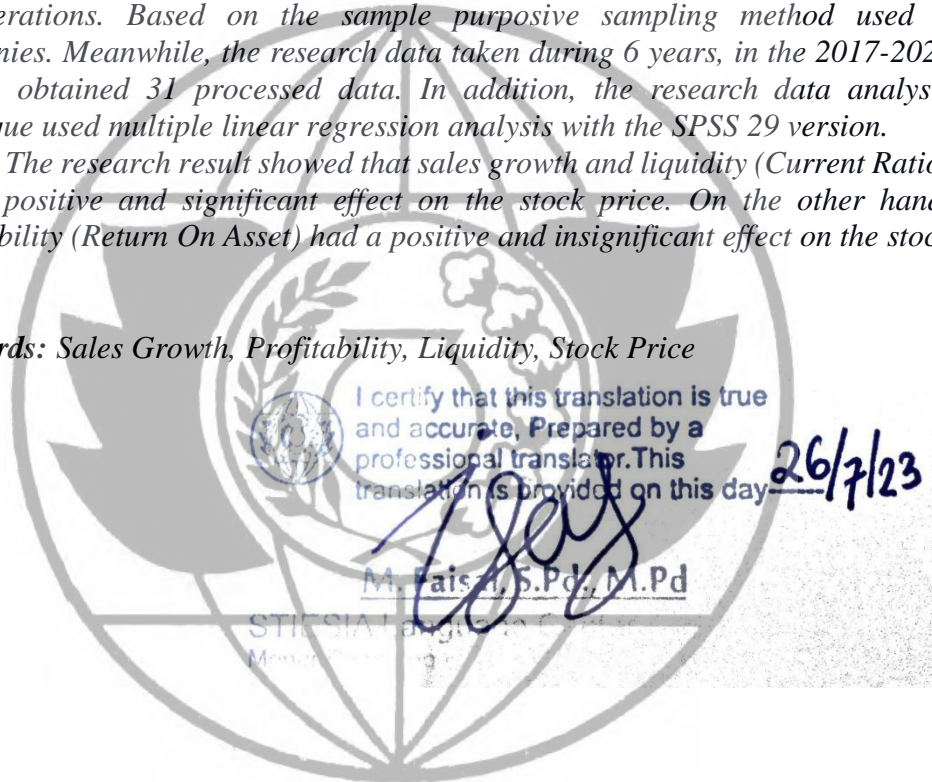 erations. Based on the sample purposive sampling method used
nies. Meanwhile, the research data taken during 6 years, in the 2017-202
obtained 31 processed data. In addition, the research data analys
ue used multiple linear regression analysis with the SPSS 29 version.
The research result showed that sales growth and liquidity (Current Ratio
positive and significant effect on the stock price. On the other hand
bility (Return On Asset) had a positive and insignificant effect on the stoc
rds: Sales Growth, Profitability, Liquidity, Stock Price
I certify that this translation is true
and accurate, Prepared by a
professional translator.This
translation is provided on this day 26/7/23
M. Faisal, S.Pd., M.Pd
STIESIA Language